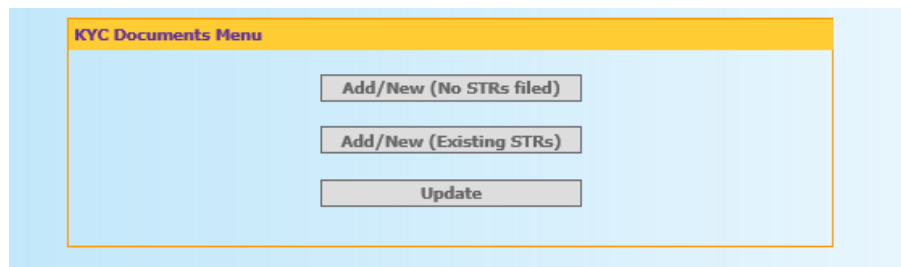 KYC Documents Menu
Add/New (No STRs filed)
Add/New (Existing STRs)
Update